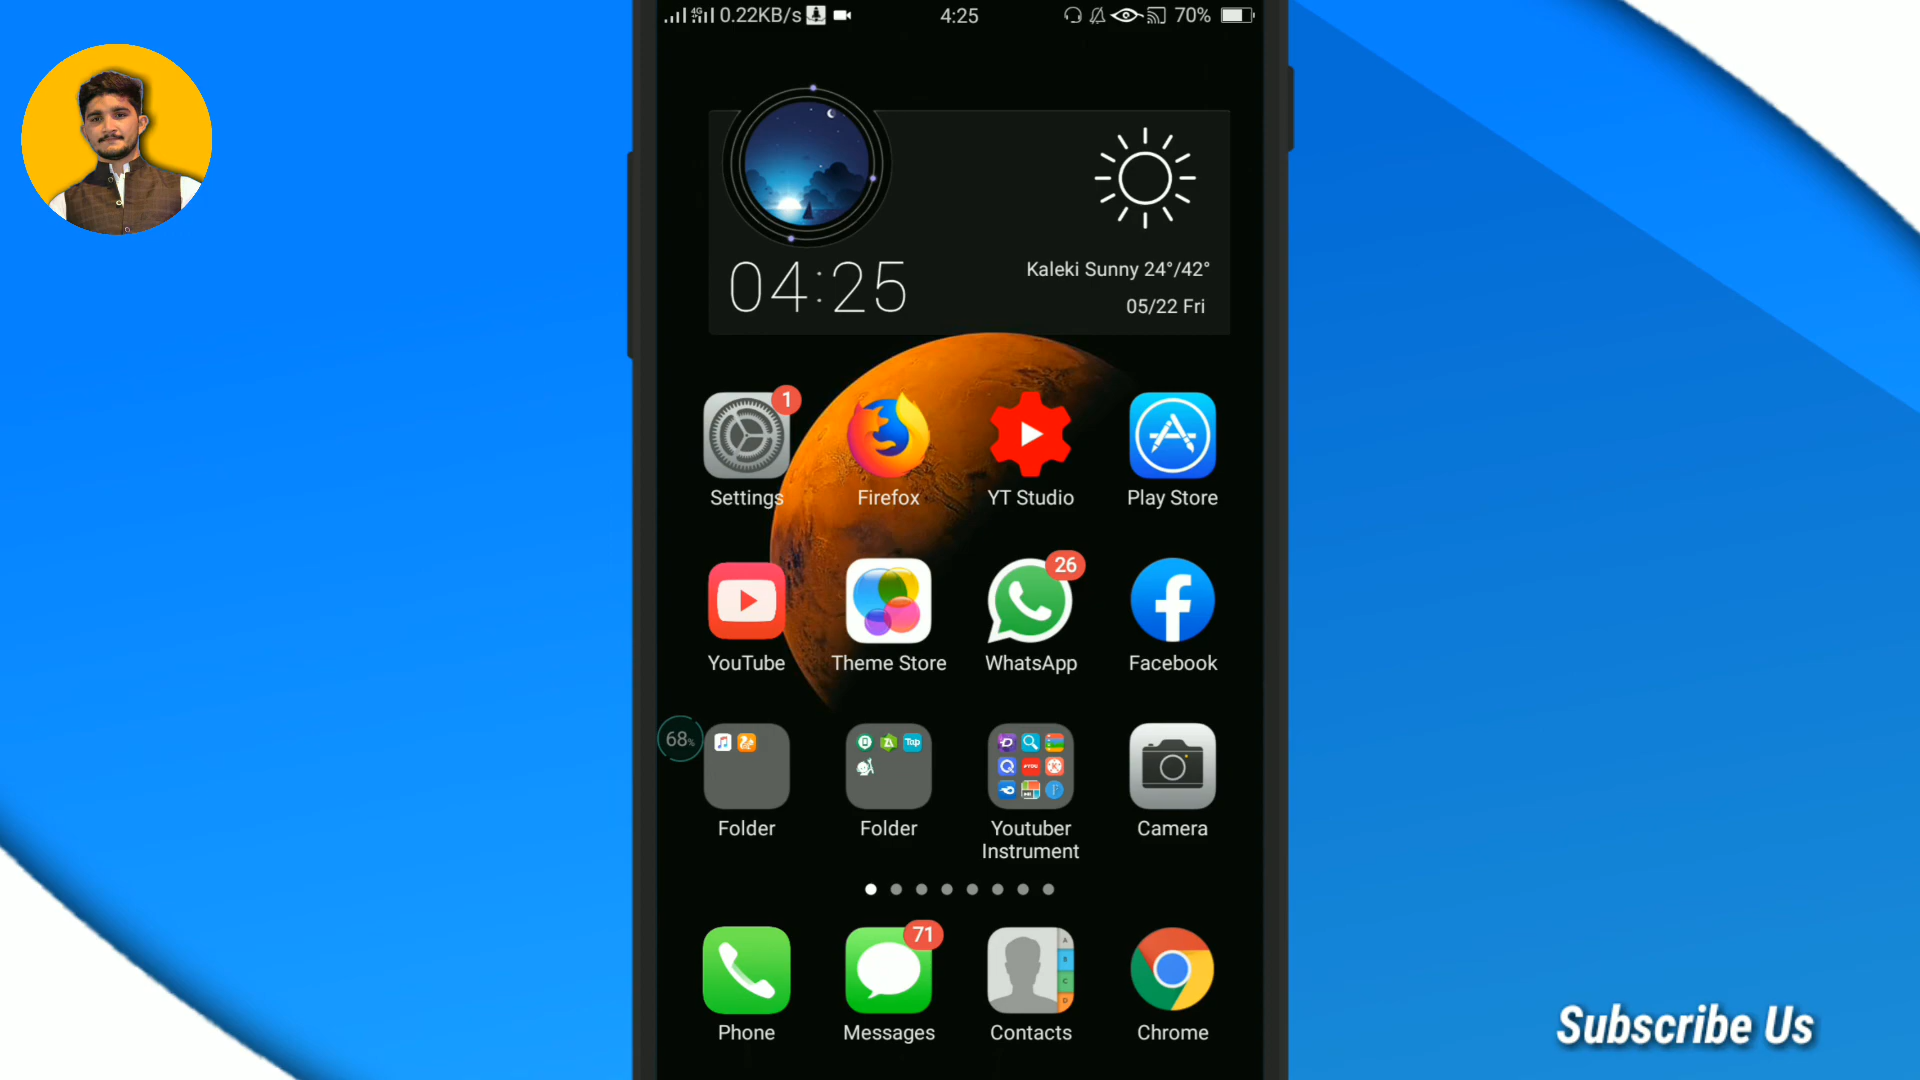 4G 0.22KB/s 4:25 70%
04:25
Kaleki Sunny 24°/42°
05/22 Fri
1
Settings Firefox YT Studio Play Store
26
YouTube Theme Store WhatsApp Facebook
68%
Tap
Folder Folder Youtuber Instrument Camera
71
A
B
C
D
Phone Messages Contacts Chrome
Subscribe Us